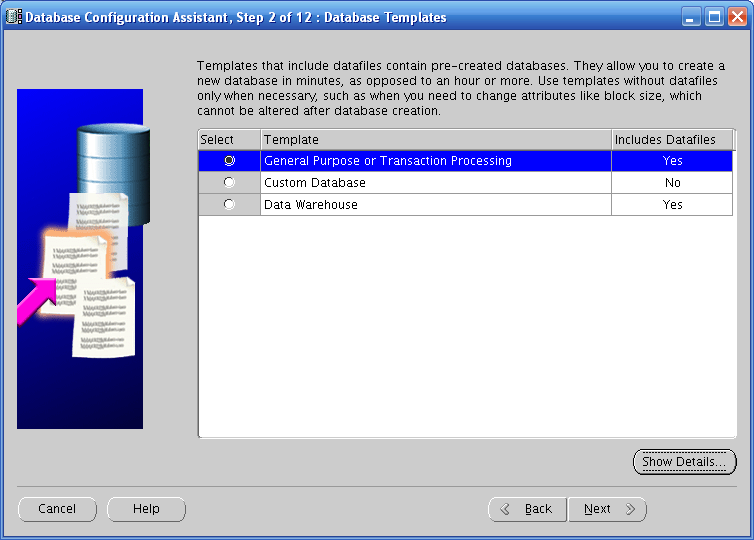 Database Configuration Assistant, Step 2 of 12 : Database Templates
Templates that include datafiles contain pre-created databases. They allow you to create a
new database in minutes, as opposed to an hour or more. Use templates without datafiles
only when necessary, such as when you need to change attributes like block size, which
cannot be altered after database creation.
Select Template Includes Datafiles
General Purpose or Transaction Processing Yes
Custom Database No
Data Warehouse Yes
Show Details...
Cancel Help Back Next